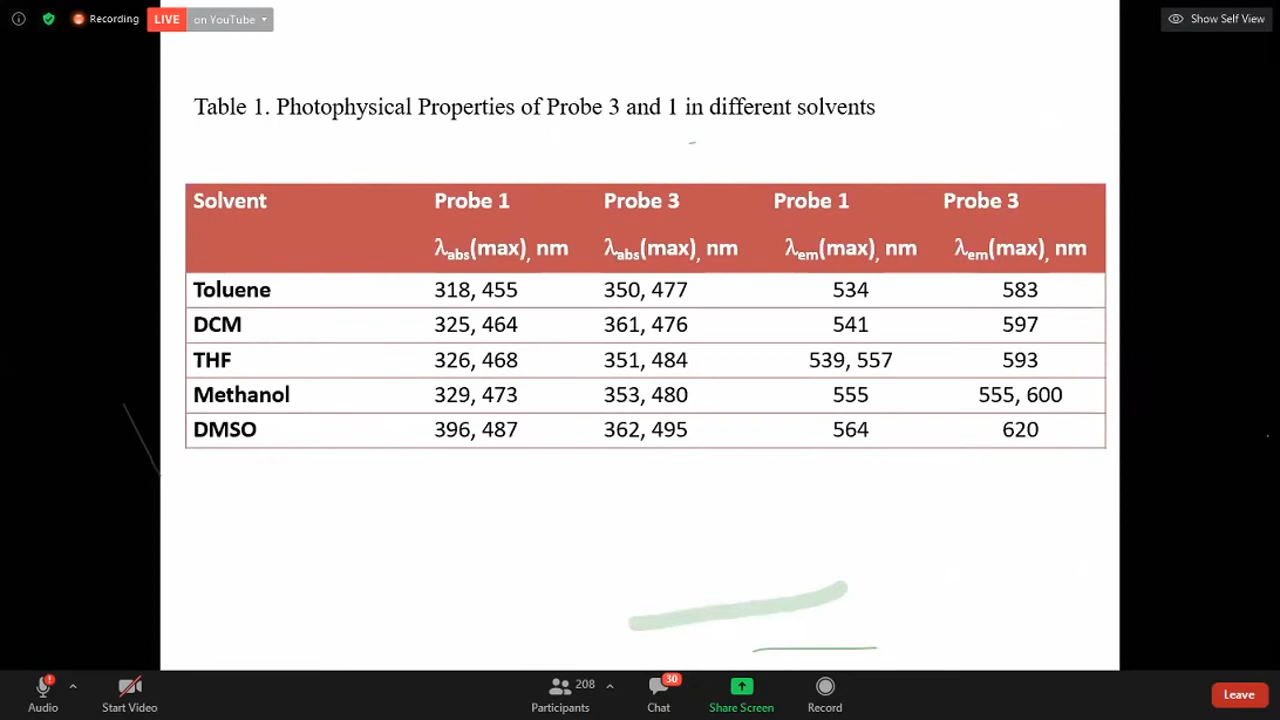 Recording LIVE on YouTube Show Self View
Table 1. Photophysical Properties of Probe 3 and 1 in different solvents
Solvent Probe 1 Probe 3 Probe 1 Probe 3
λabs(max), nm λabs(max), nm λem(max), nm λem(max), nm
Toluene 318, 455 350, 477 534 583
DCM 325, 464 361, 476 541 597
THF 326, 468 351, 484 539, 557 593
Methanol 329, 473 353, 480 555 555, 600
DMSO 396, 487 362, 495 564 620
208 30
Audio Start Video Participants Chat Share Screen Record Leave